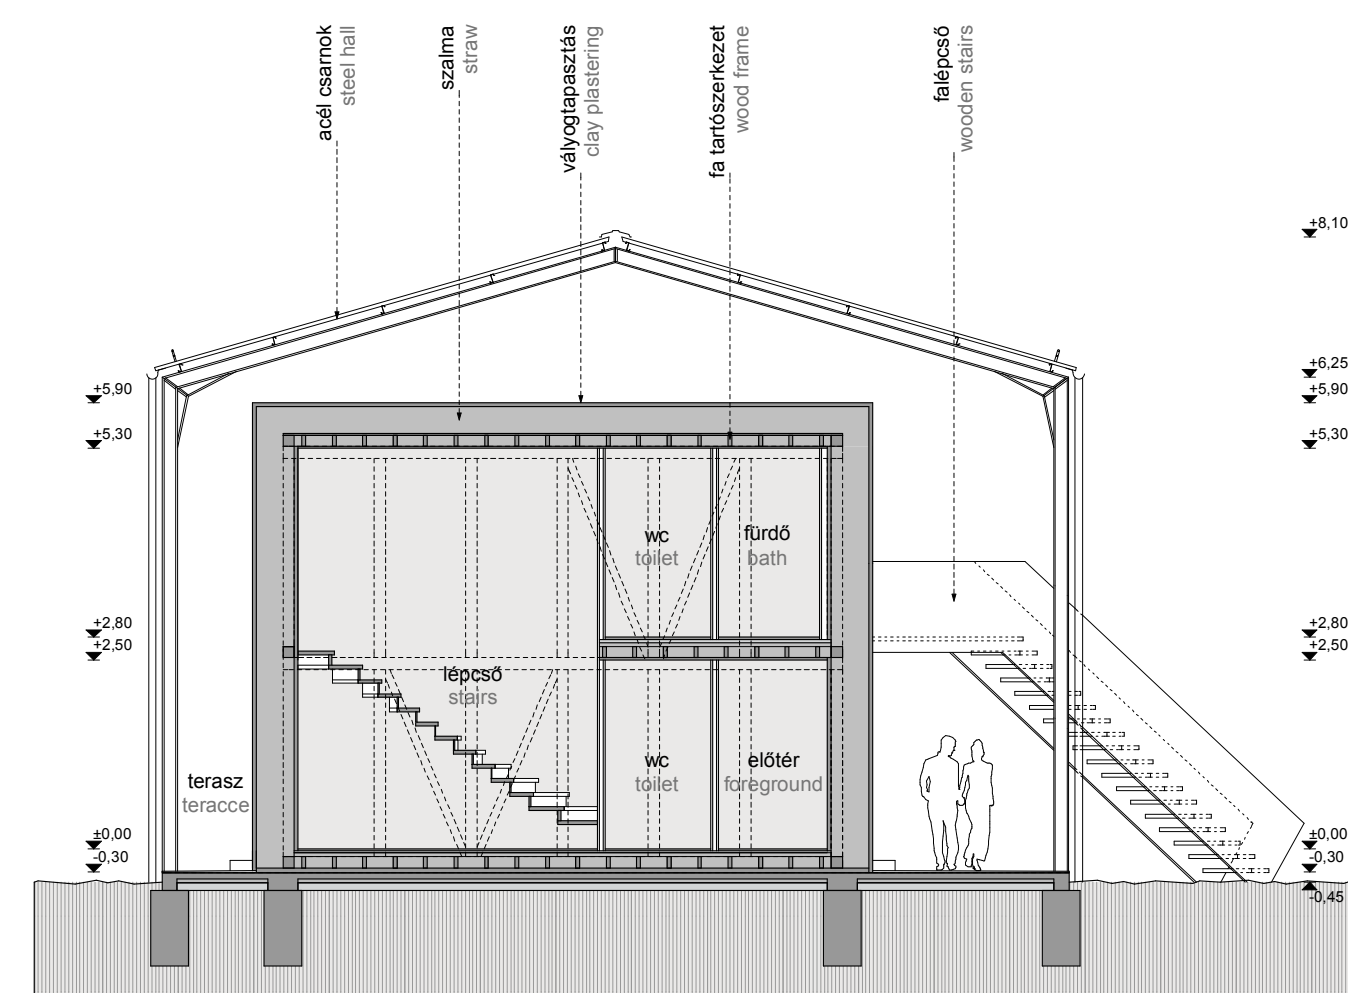 acél csarnok
steel hall
szalma
straw
vályogtapasztás
clay plastering
fa tartószerkezet
wood frame
falépcső
wooden stairs
+8,10
+6,25
+5,90
+5,90
+5,30
+5,30
wc
toilet
fürdő
bath
+2,80
+2,50
+2,80
+2,50
lépcső
stairs
wc
toilet
előtér
foreground
terasz
teracce
±0,00
-0,30
±0,00
-0,30
-0,45